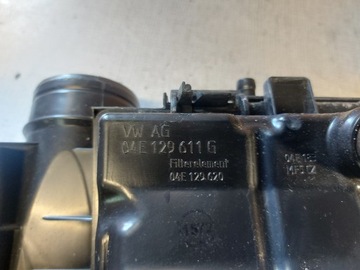 VW AG
04E 129 611 G
Filterelement
04E 129 620